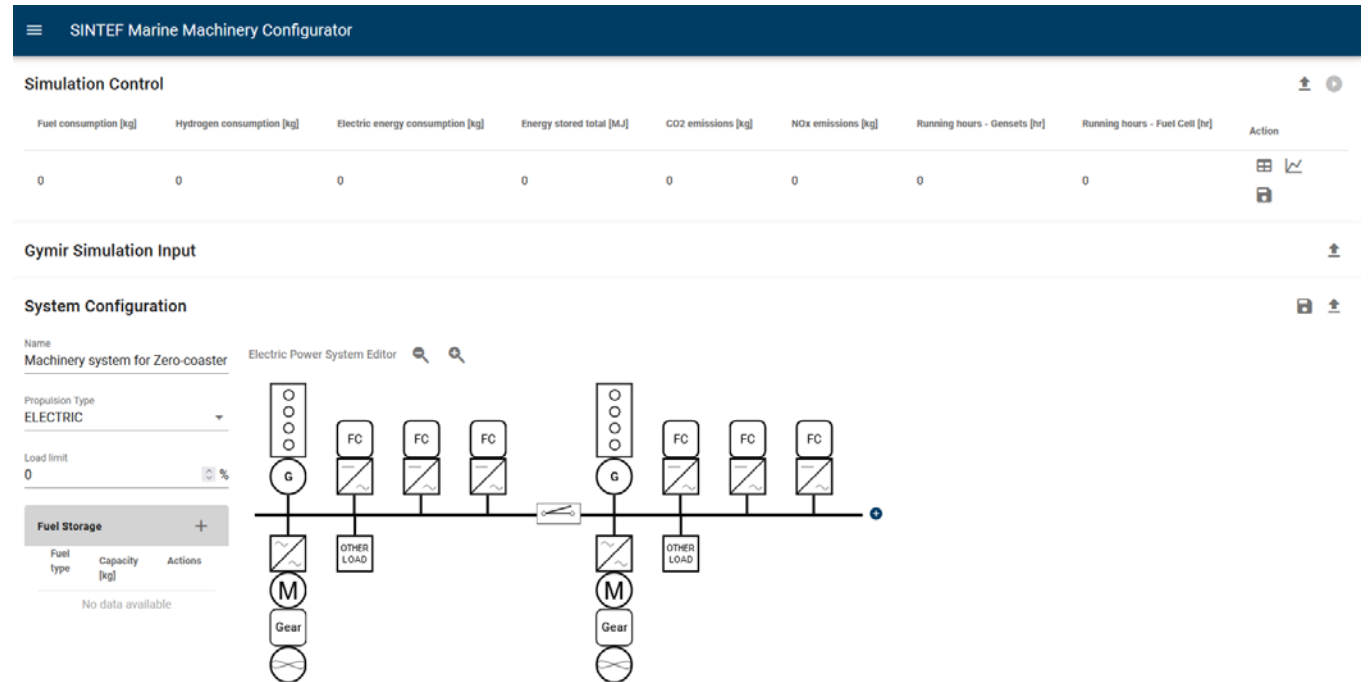 SINTEF Marine Machinery Configurator
Simulation Control
Fuel consumption [kg] Hydrogen consumption [kg] Electric energy consumption [kg] Energy stored total [MJ] CO2 emissions [kg] NOx emissions [kg] Running hours - Gensets [hr] Running hours - Fuel Cell [hr] Action
0 0 0 0 0 0 0 0
Gymir Simulation Input
System Configuration
Name
Machinery system for Zero-coaster
Electric Power System Editor
Propulsion Type
ELECTRIC
Load limit
0 %
Fuel Storage +
Fuel type Capacity [kg] Actions
No data available
FC FC FC FC FC FC
G G
OTHER LOAD OTHER LOAD
M M
Gear Gear